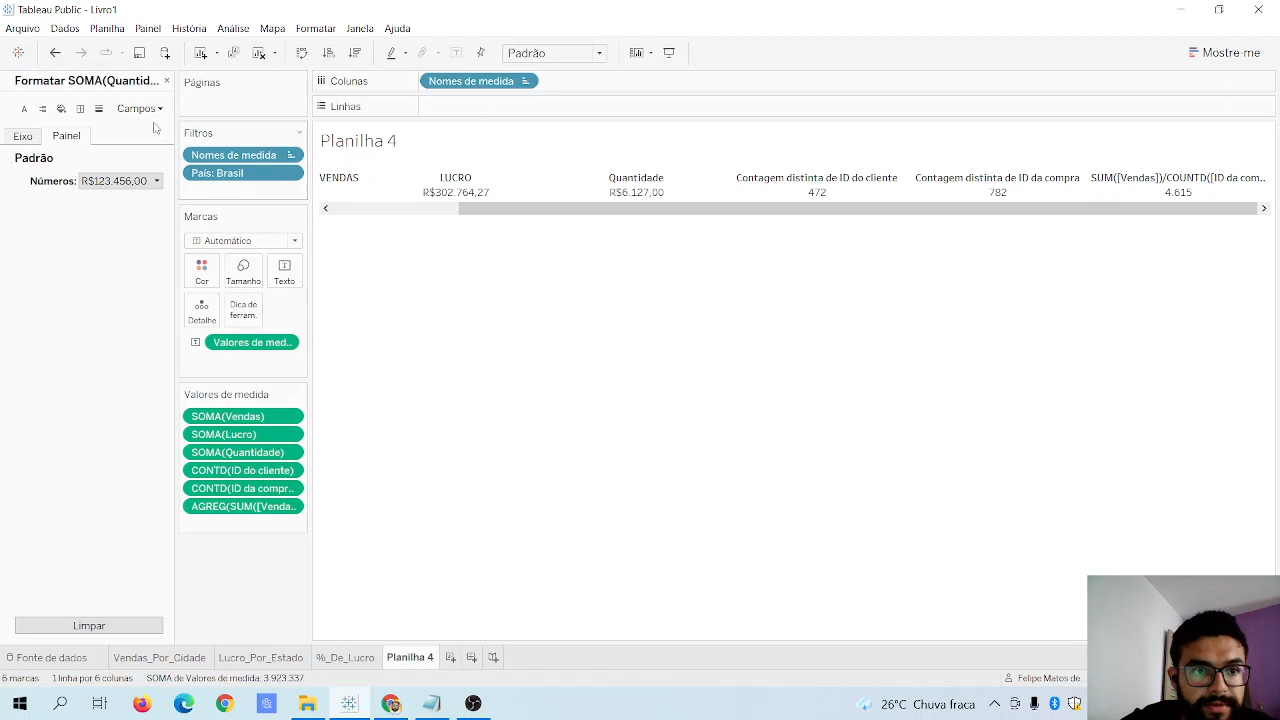 Tableau Public - Livro1
Arquivo Dados Planilha Painel História Análise Mapa Formatar Janela Ajuda
Padrão
Mostre-me
Formatar SOMA(Quantid...
Campos
Eixo Painel
Padrão
Números: R$123.456,00
Limpar
Páginas
Filtros
Nomes de medida
País: Brasil
Marcas
Automático
Cor Tamanho Texto
Detalhe Dica de ferram.
Valores de med..
Valores de medida
SOMA(Vendas)
SOMA(Lucro)
SOMA(Quantidade)
CONTD(ID do cliente)
CONTD(ID da compr..
AGREG(SUM([Venda..
Colunas Nomes de medida
Linhas
Planilha 4
VENDAS LUCRO Quantidade Contagem distinta de ID do cliente Contagem distinta de ID da compra SUM([Vendas])/COUNTD([ID da com..
R$302.764,27 R$6.127,00 472 782 4.615
Fonte de dados Vendas_Por_Cidade Lucro_Por_Estado %_De_Lucro Planilha 4
6 marcas 1 linha por 6 colunas SOMA de Valores de medida: 3.923.337 Felipe Matos de
26°C Chuva fraca